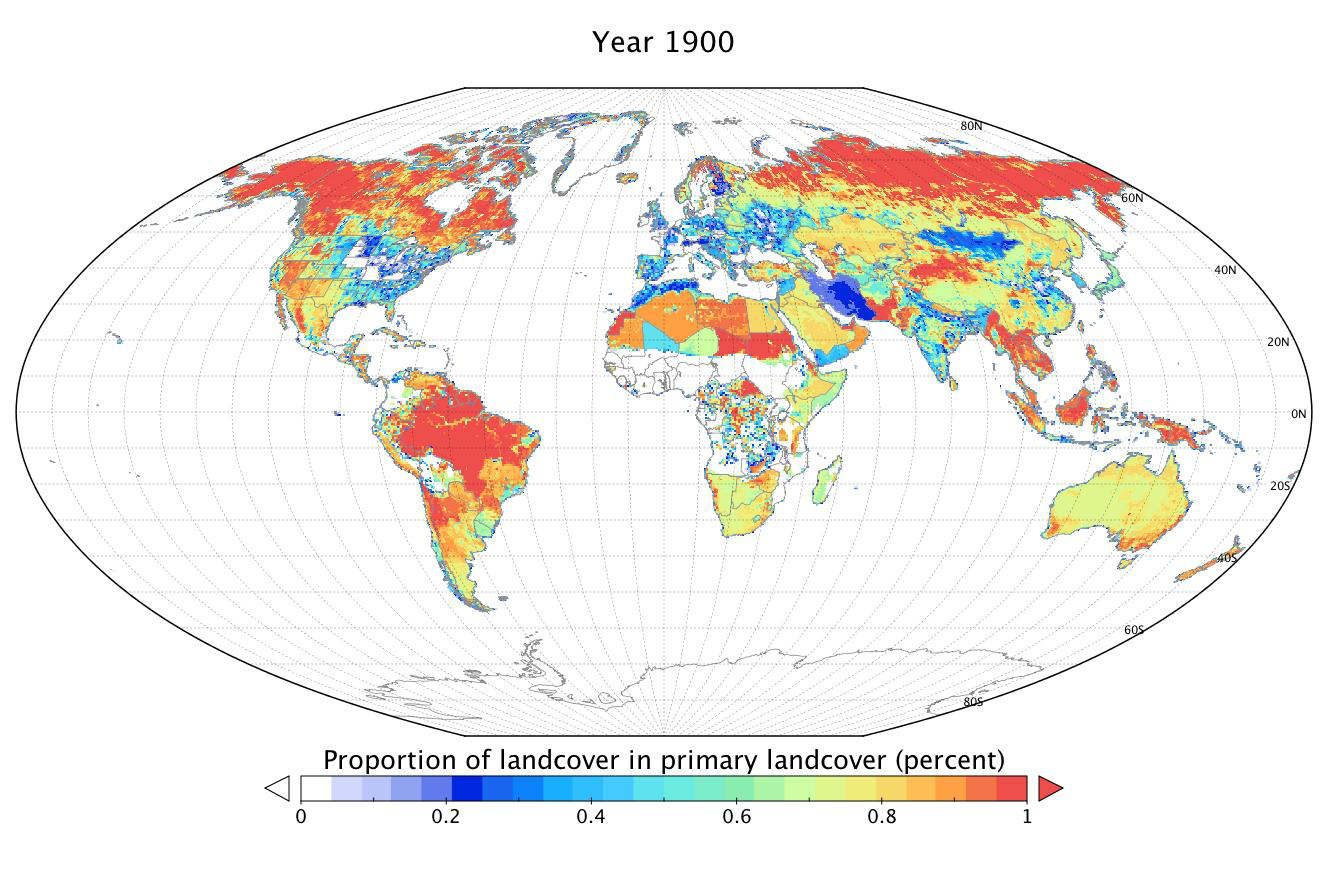 Year 1900
80N
60N
40N
20N
0N
20S
40S
60S
80S
Proportion of landcover in primary landcover (percent)
0 0.2 0.4 0.6 0.8 1